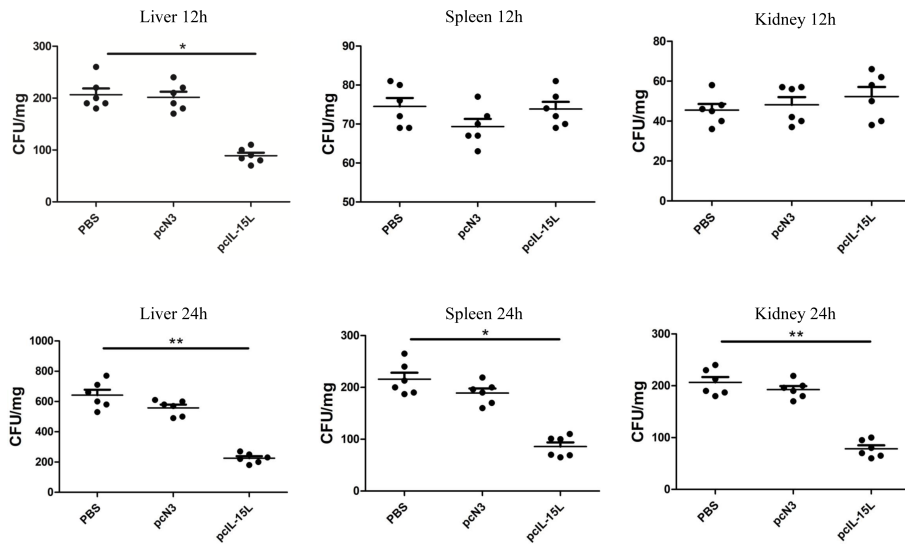 Liver 12h
CFU/mg
300
200
100
0
*
PBS
pcN3
pcIL-15L
Spleen 12h
CFU/mg
90
80
70
60
50
PBS
pcN3
pcIL-15L
Kidney 12h
CFU/mg
80
60
40
20
0
PBS
pcN3
pcIL-15L
Liver 24h
CFU/mg
1000
800
600
400
200
0
**
PBS
pcN3
pcIL-15L
Spleen 24h
CFU/mg
300
200
100
0
*
PBS
pcN3
pcIL-15L
Kidney 24h
CFU/mg
300
200
100
0
**
PBS
pcN3
pcIL-15L